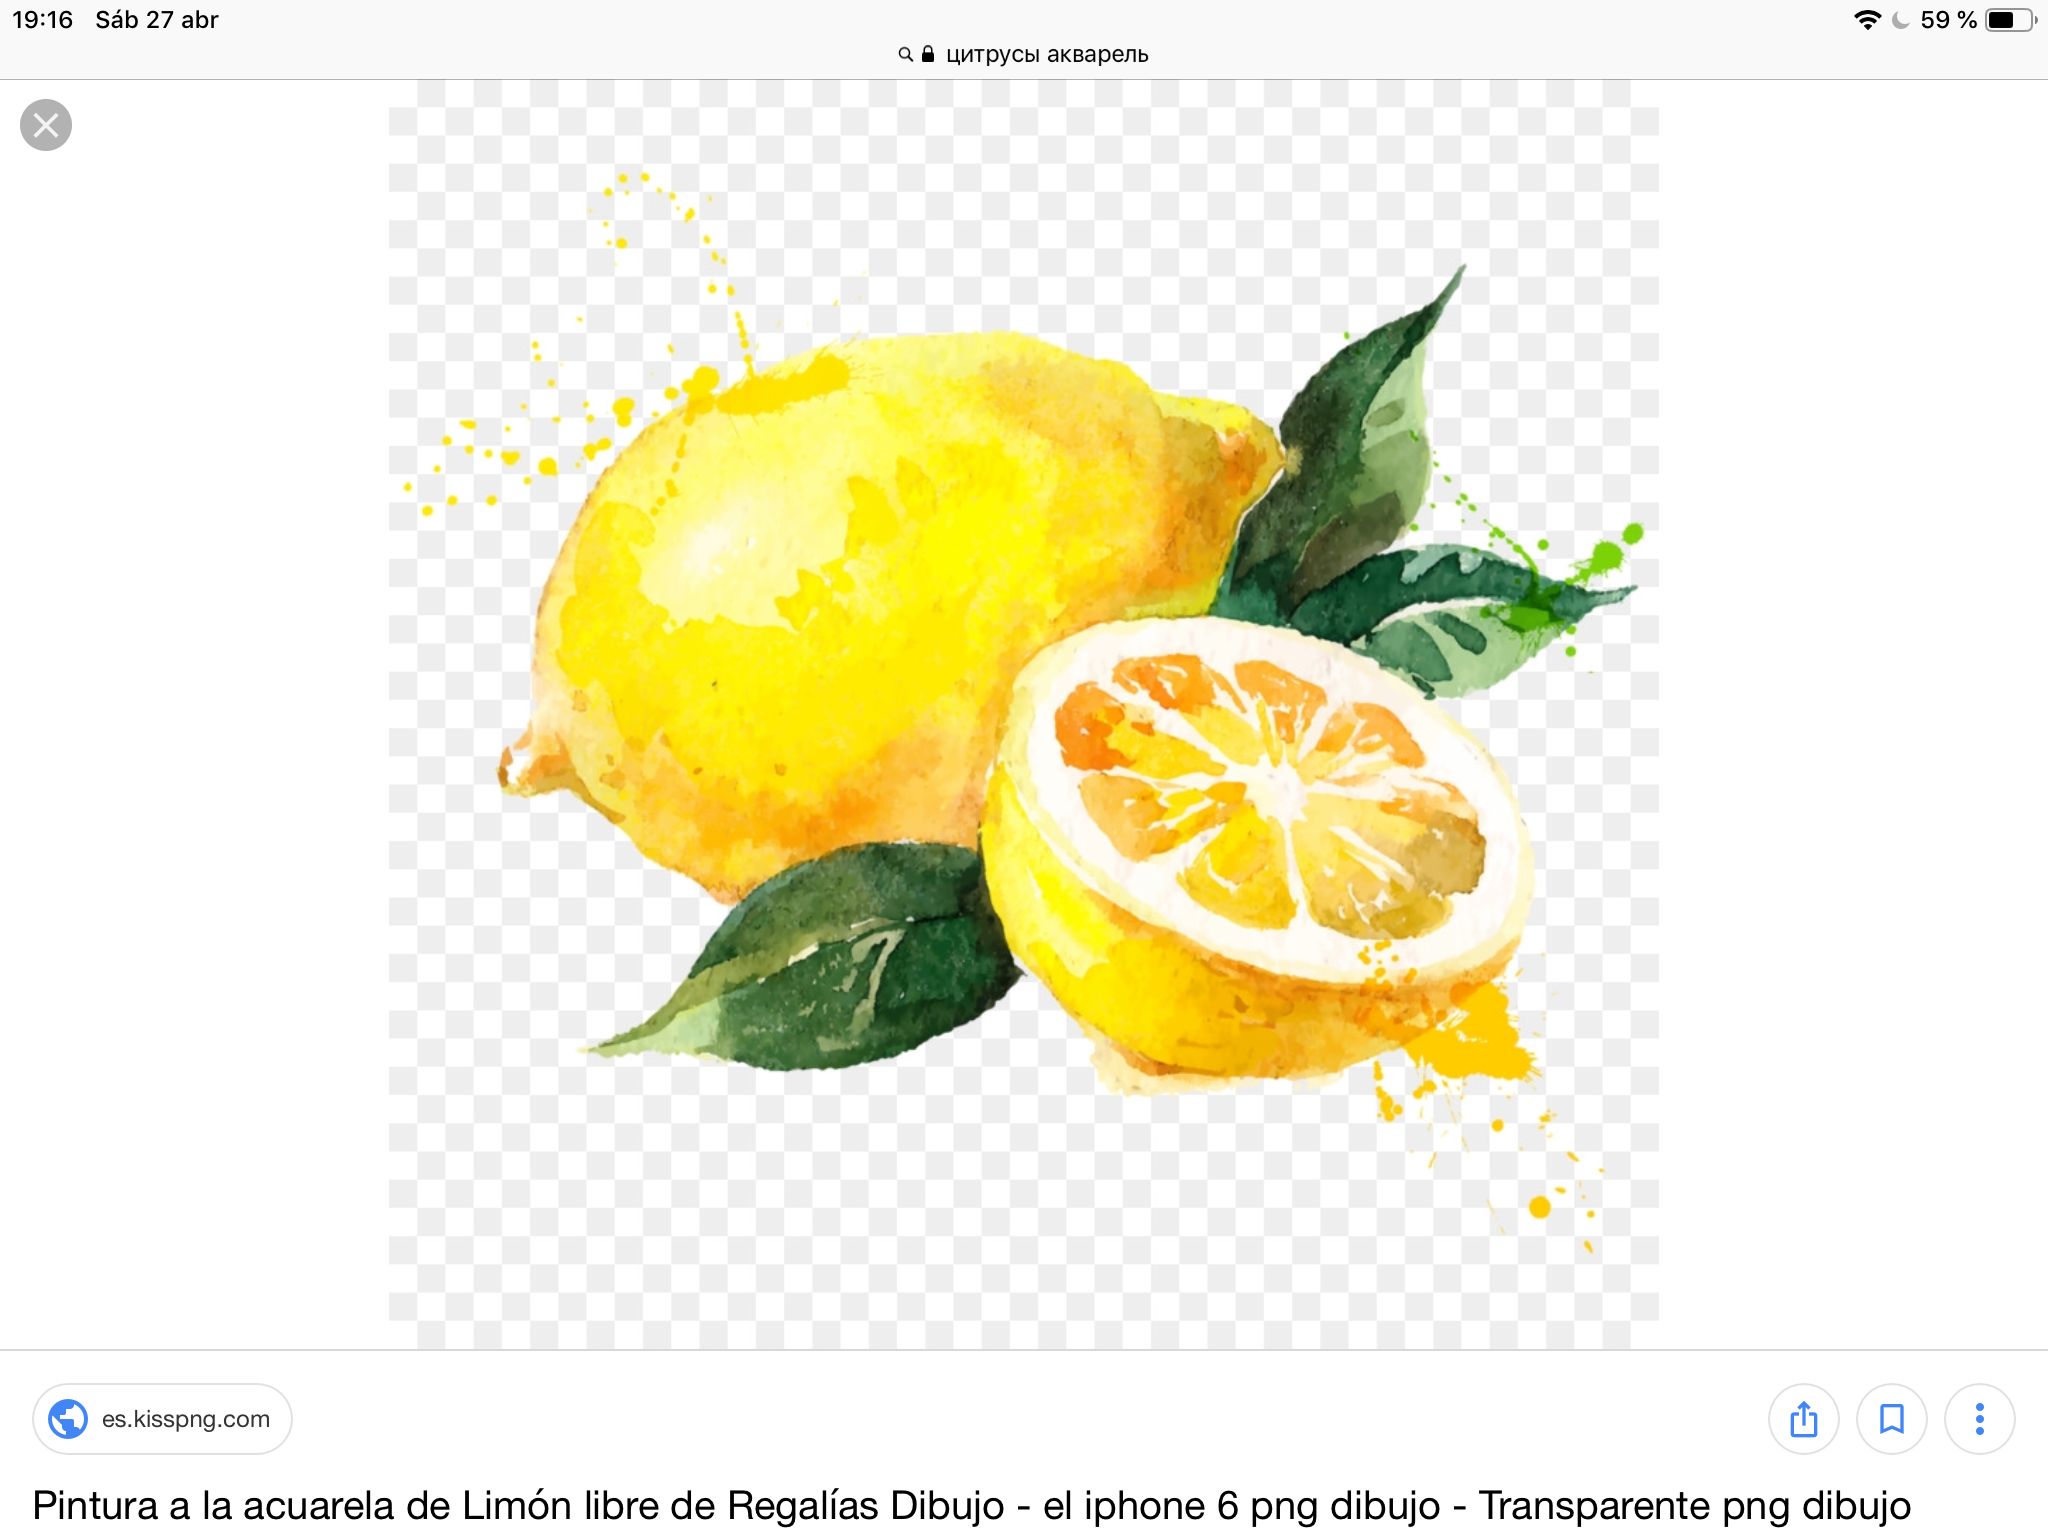 19:16 Sáb 27 abr
59 %
цитрусы акварель
es.kisspng.com
Pintura a la acuarela de Limón libre de Regalías Dibujo - el iphone 6 png dibujo - Transparente png dibujo